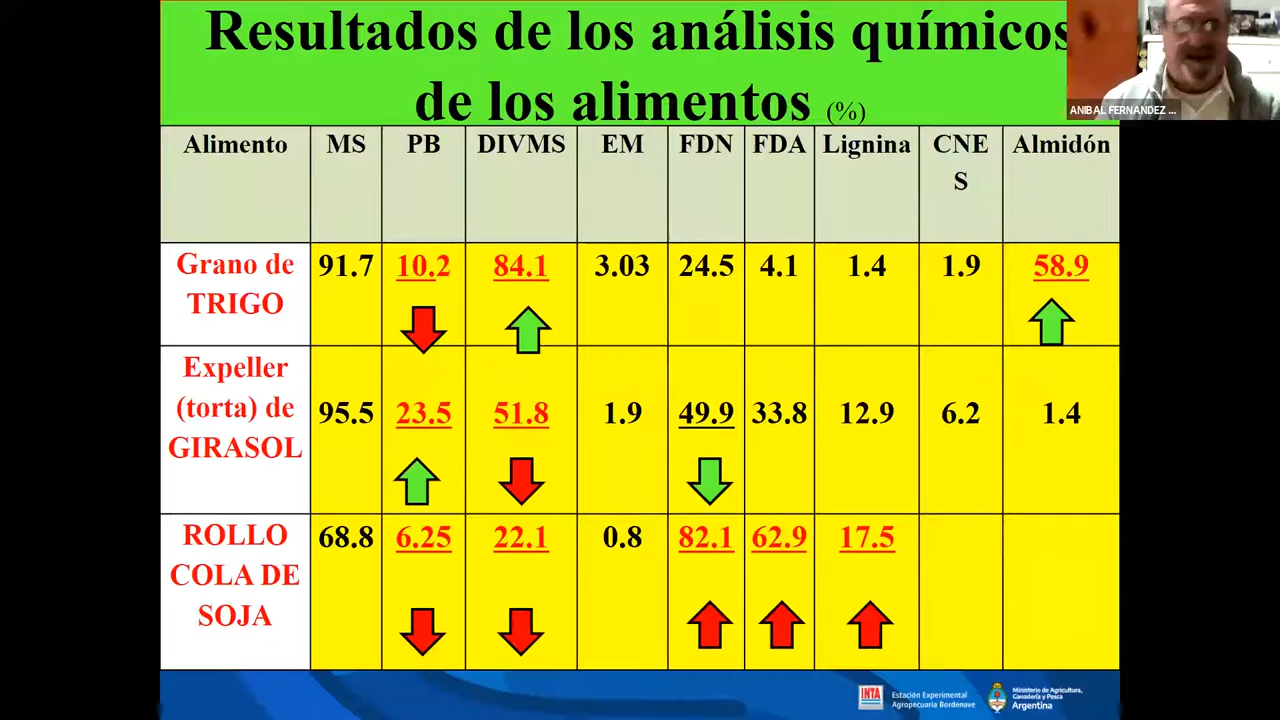 Resultados de los análisis químicos
de los alimentos (%)
ANIBAL FERNANDEZ ...
Alimento MS PB DIVMS EM FDN FDA Lignina CNE Almidón
S
Grano de 91.7 10.2 84.1 3.03 24.5 4.1 1.4 1.9 58.9
TRIGO
Expeller
(torta) de 95.5 23.5 51.8 1.9 49.9 33.8 12.9 6.2 1.4
GIRASOL
ROLLO 68.8 6.25 22.1 0.8 82.1 62.9 17.5
COLA DE
SOJA
INTA
Estación Experimental
Agropecuaria Bordenave
Ministerio de Agricultura,
Ganadería y Pesca
Argentina